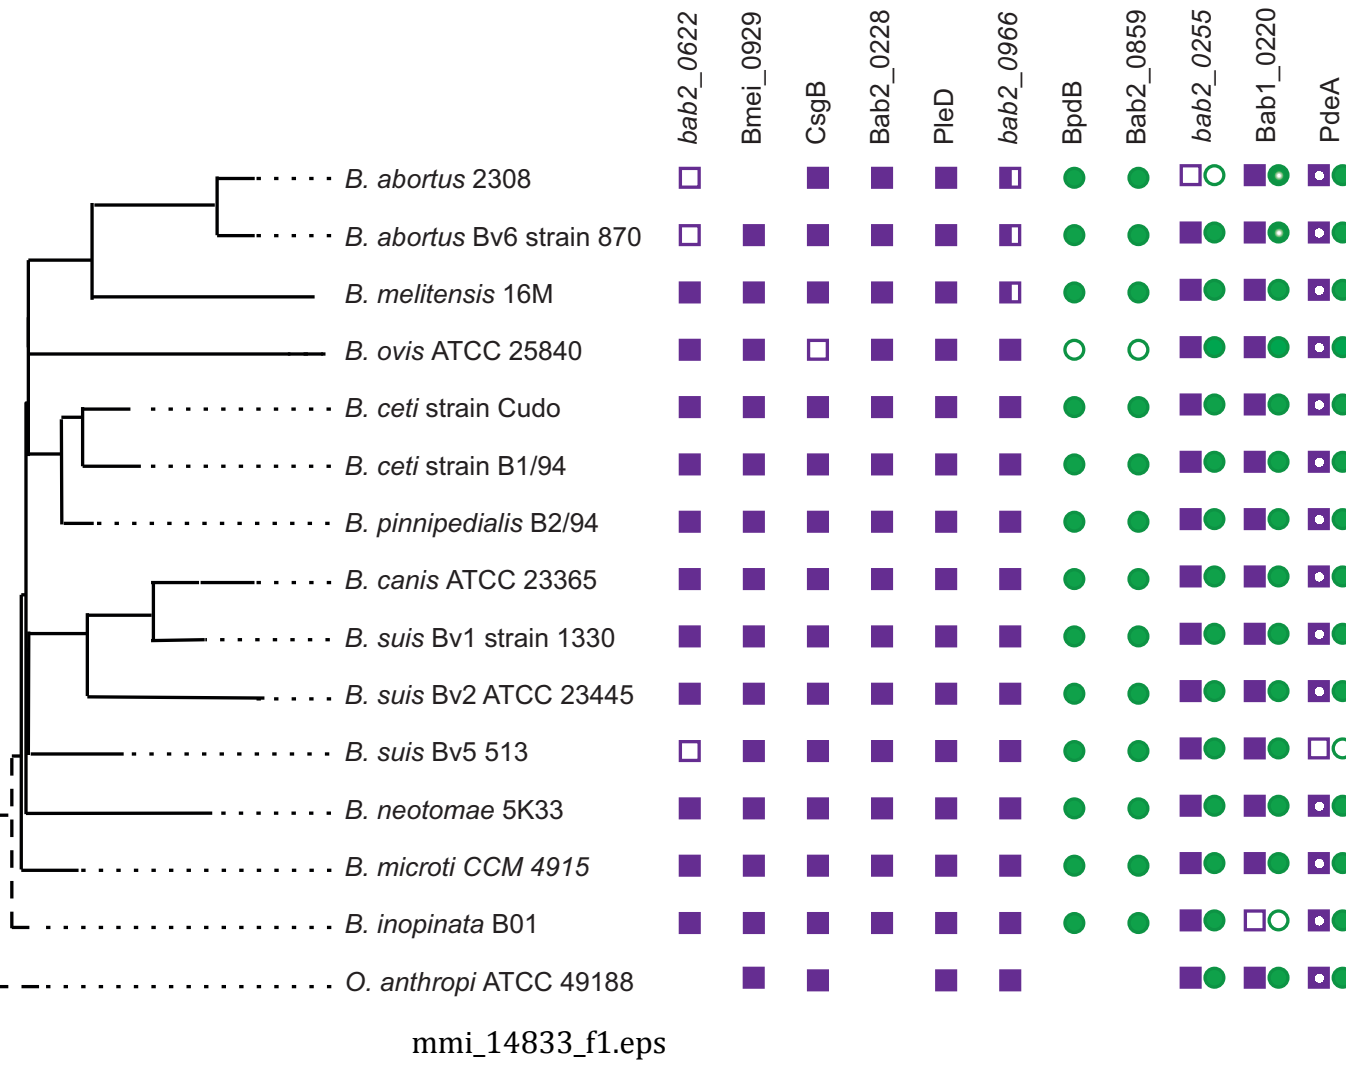 bab2_0622
Bmei_0929
CsgB
Bab2_0228
PleD
bab2_0966
BpdB
Bab2_0859
bab2_0255
Bab1_0220
PdeA
B. abortus 2308
B. abortus Bv6 strain 870
B. melitensis 16M
B. ovis ATCC 25840
B. ceti strain Cudo
B. ceti strain B1/94
B. pinnipedialis B2/94
B. canis ATCC 23365
B. suis Bv1 strain 1330
B. suis Bv2 ATCC 23445
B. suis Bv5 513
B. neotomae 5K33
B. microti CCM 4915
B. inopinata B01
O. anthropi ATCC 49188
mmi_14833_f1.eps